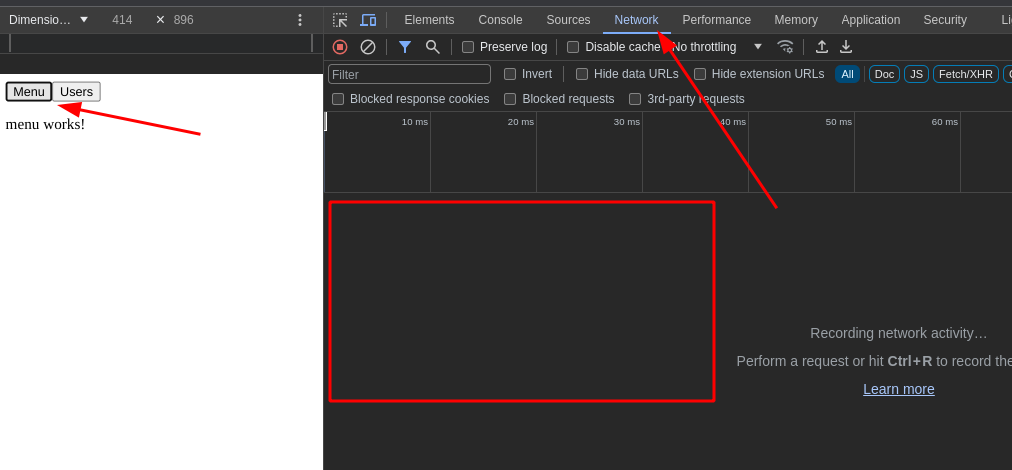 Dimensio… 414 × 896
Elements Console Sources Network Performance Memory Application Security
Preserve log Disable cache No throttling
Filter Invert Hide data URLs Hide extension URLs All Doc JS Fetch/XHR
Blocked response cookies Blocked requests 3rd-party requests
10 ms 20 ms 30 ms 40 ms 50 ms 60 ms
Menu Users
menu works!
Recording network activity…
Perform a request or hit Ctrl+R to record the
Learn more